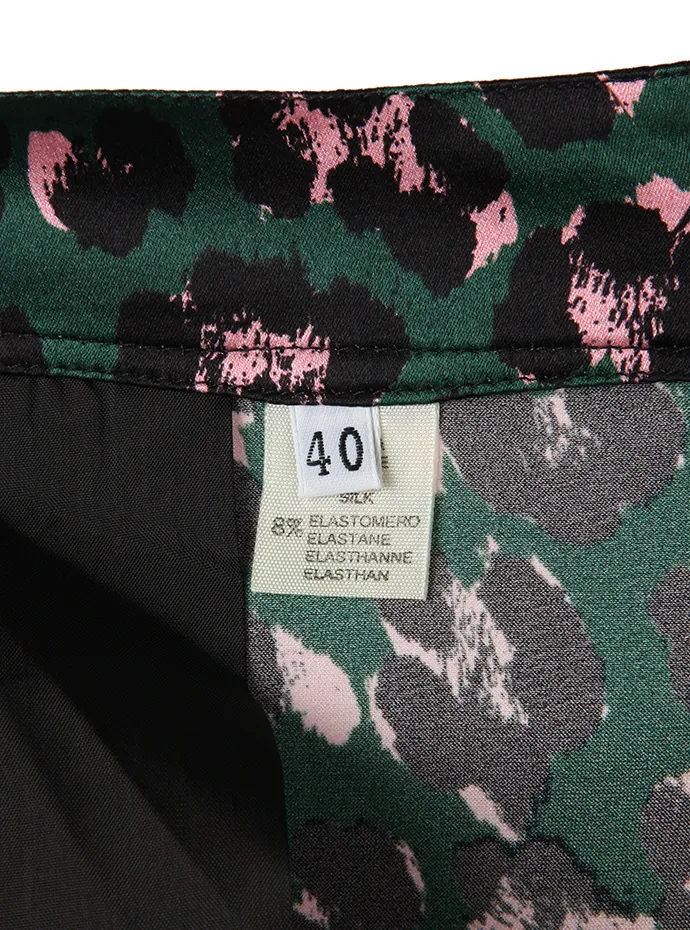 40
SILK
8% ELASTOMERO
ELASTANE
ELASTHANNE
ELASTHAN